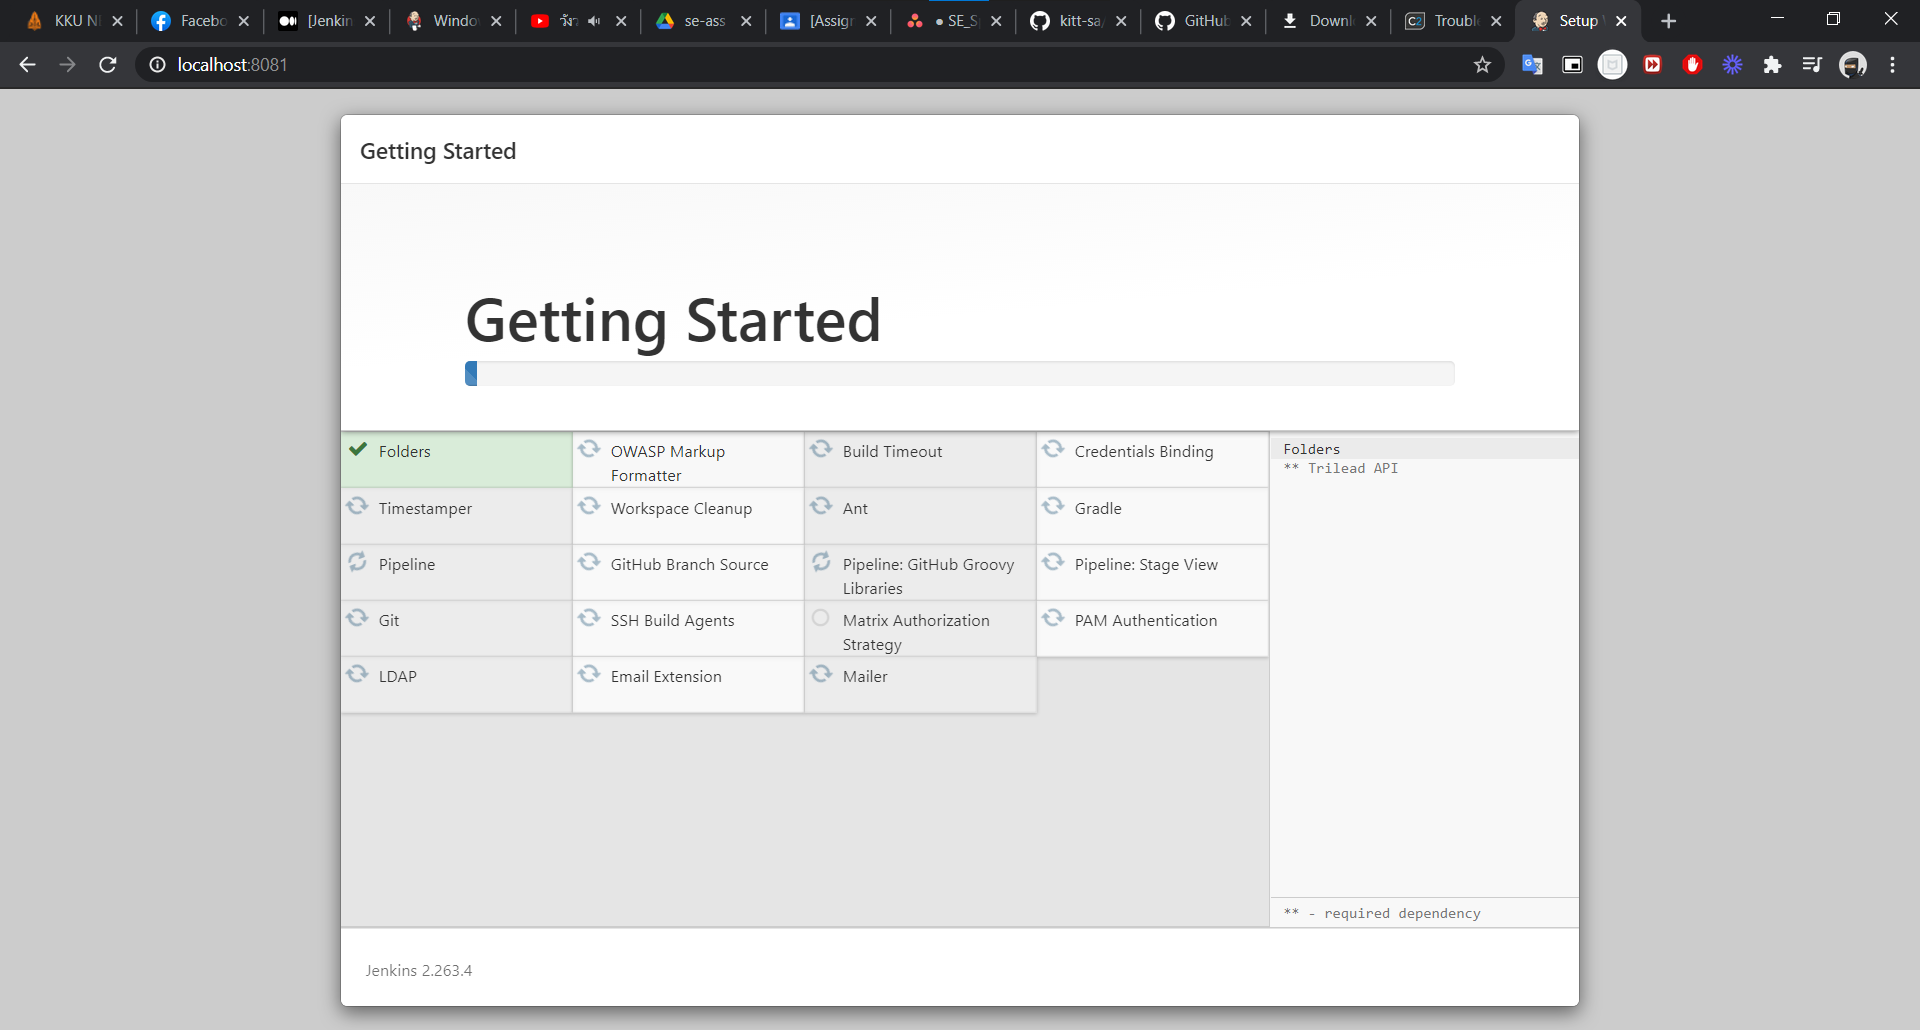 KKU N
Facebo
[Jenkin
Windo
วังว
se-ass
[Assign
● SE_S
kitt-sa
GitHub
Downl
Troubl
Setup
localhost:8081
Getting Started
Getting Started
Folders
OWASP Markup
Formatter
Build Timeout
Credentials Binding
Timestamper
Workspace Cleanup
Ant
Gradle
Pipeline
GitHub Branch Source
Pipeline: GitHub Groovy
Libraries
Pipeline: Stage View
Git
SSH Build Agents
Matrix Authorization
Strategy
PAM Authentication
LDAP
Email Extension
Mailer
Folders
** Trilead API
** - required dependency
Jenkins 2.263.4